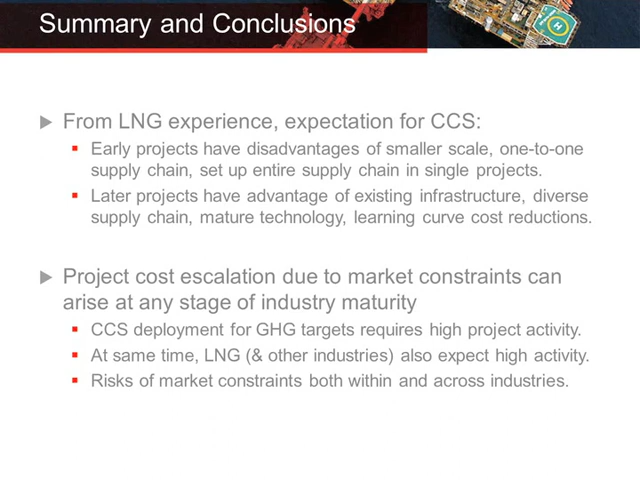 Summary and Conclusions
From LNG experience, expectation for CCS:
Early projects have disadvantages of smaller scale, one-to-one
supply chain, set up entire supply chain in single projects.
Later projects have advantage of existing infrastructure, diverse
supply chain, mature technology, learning curve cost reductions.
Project cost escalation due to market constraints can
arise at any stage of industry maturity
CCS deployment for GHG targets requires high project activity.
At same time, LNG (& other industries) also expect high activity.
Risks of market constraints both within and across industries.